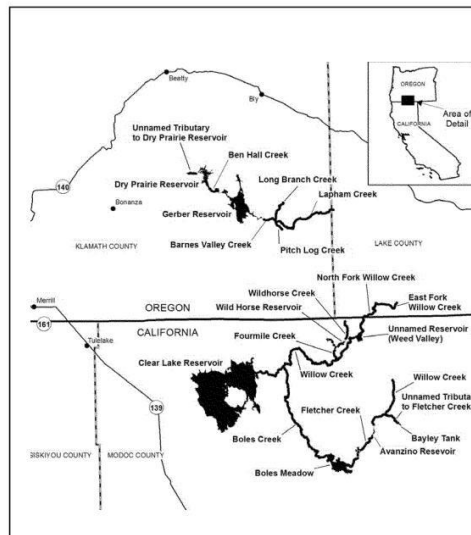 OREGON
Area of
Detail
CALIFORNIA
Beatty
Bly
Unnamed Tributary
to Dry Prairie Reservoir
Ben Hall Creek
140
Dry Prairie Reservoir
Long Branch Creek
Lapham Creek
Bonanza
Gerber Reservoir
KLAMATH COUNTY
Barnes Valley Creek
Pitch Log Creek
LAKE COUNTY
North Fork Willow Creek
Merrill
Wildhorse Creek
East Fork
Willow Creek
Wild Horse Reservoir
OREGON
161
CALIFORNIA
Unnamed Reservoir
(Weed Valley)
Fourmile Creek
Tulelake
Clear Lake Reservoir
Willow Creek
Willow Creek
139
Fletcher Creek
Unnamed Tributa
to Fletcher Creek
Boles Creek
Bayley Tank
Avanzino Resevoir
SISKIYOU COUNTY
MODOC COUNTY
Boles Meadow